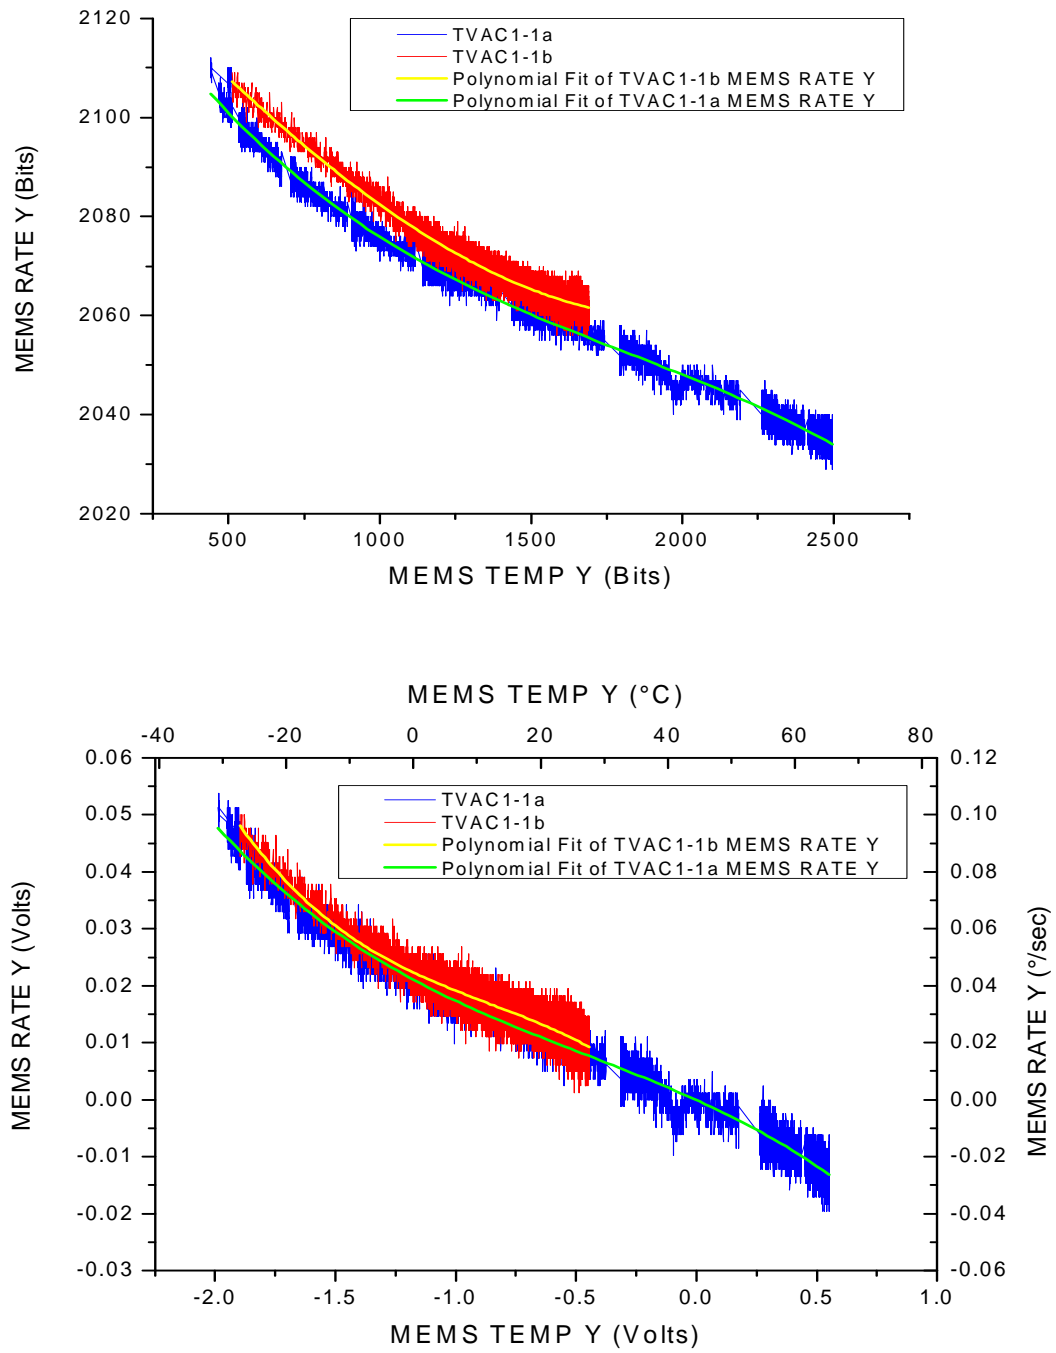 2120
2100
2080
2060
2040
2020
MEMS RATE Y (Bits)
TVAC1-1a
TVAC1-1b
Polynomial Fit of TVAC1-1b MEMS RATE Y
Polynomial Fit of TVAC1-1a MEMS RATE Y
500 1000 1500 2000 2500
MEMS TEMP Y (Bits)
MEMS TEMP Y (°C)
-40 -20 0 20 40 60 80
0.06
0.05
0.04
0.03
0.02
0.01
0.00
-0.01
-0.02
-0.03
MEMS RATE Y (Volts)
TVAC1-1a
TVAC1-1b
Polynomial Fit of TVAC1-1b MEMS RATE Y
Polynomial Fit of TVAC1-1a MEMS RATE Y
0.12
0.10
0.08
0.06
0.04
0.02
0.00
-0.02
-0.04
-0.06
MEMS RATE Y (°/sec)
-2.0 -1.5 -1.0 -0.5 0.0 0.5 1.0
MEMS TEMP Y (Volts)